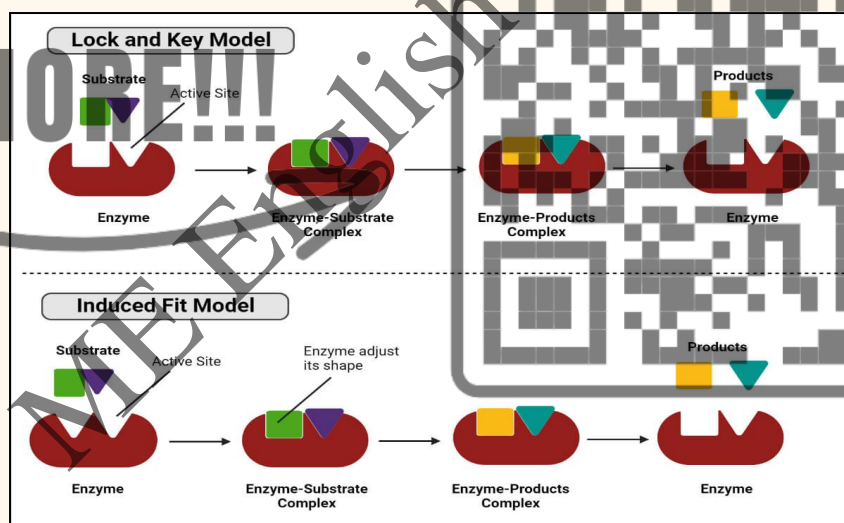 Lock and Key Model
MORE!!!
Substrate
Active Site
Products
Enzyme
Enzyme-Substrate
Complex
Enzyme-Products
Complex
Enzyme
ME English
Induced Fit Model
Substrate
Active Site
Enzyme adjust
its shape
Products
Enzyme
Enzyme-Substrate
Complex
Enzyme-Products
Complex
Enzyme